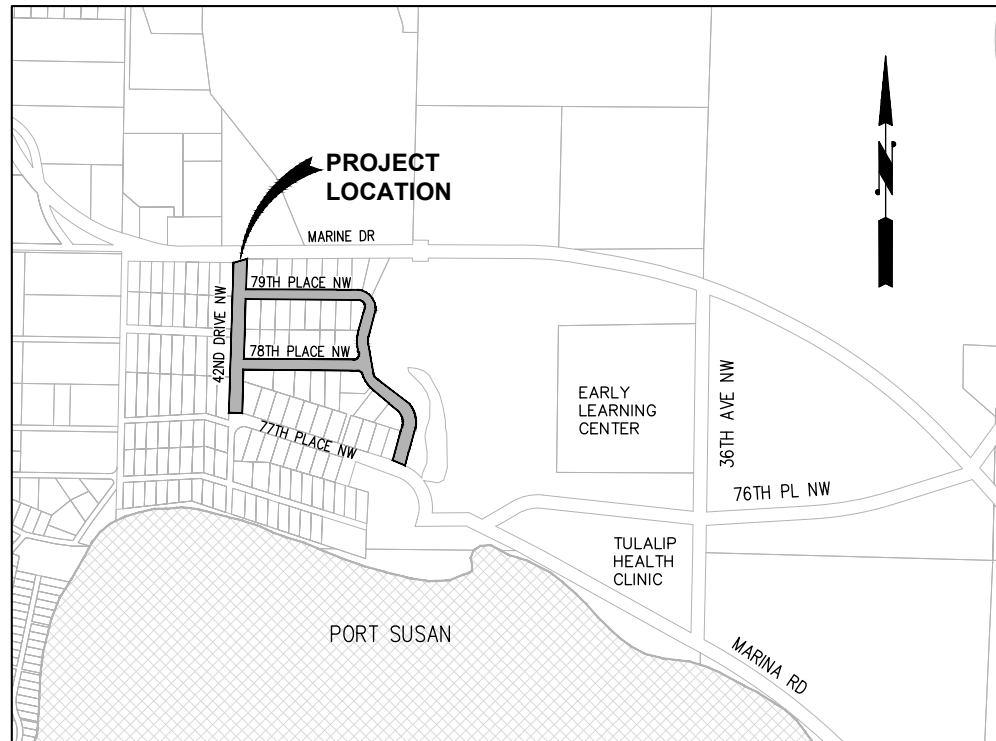 PROJECT
LOCATION
MARINE DR
79TH PLACE NW
42ND DRIVE NW
78TH PLACE NW
77TH PLACE NW
EARLY
LEARNING
CENTER
36TH AVE NW
76TH PL NW
TULALIP
HEALTH
CLINIC
PORT SUSAN
MARINA RD
N